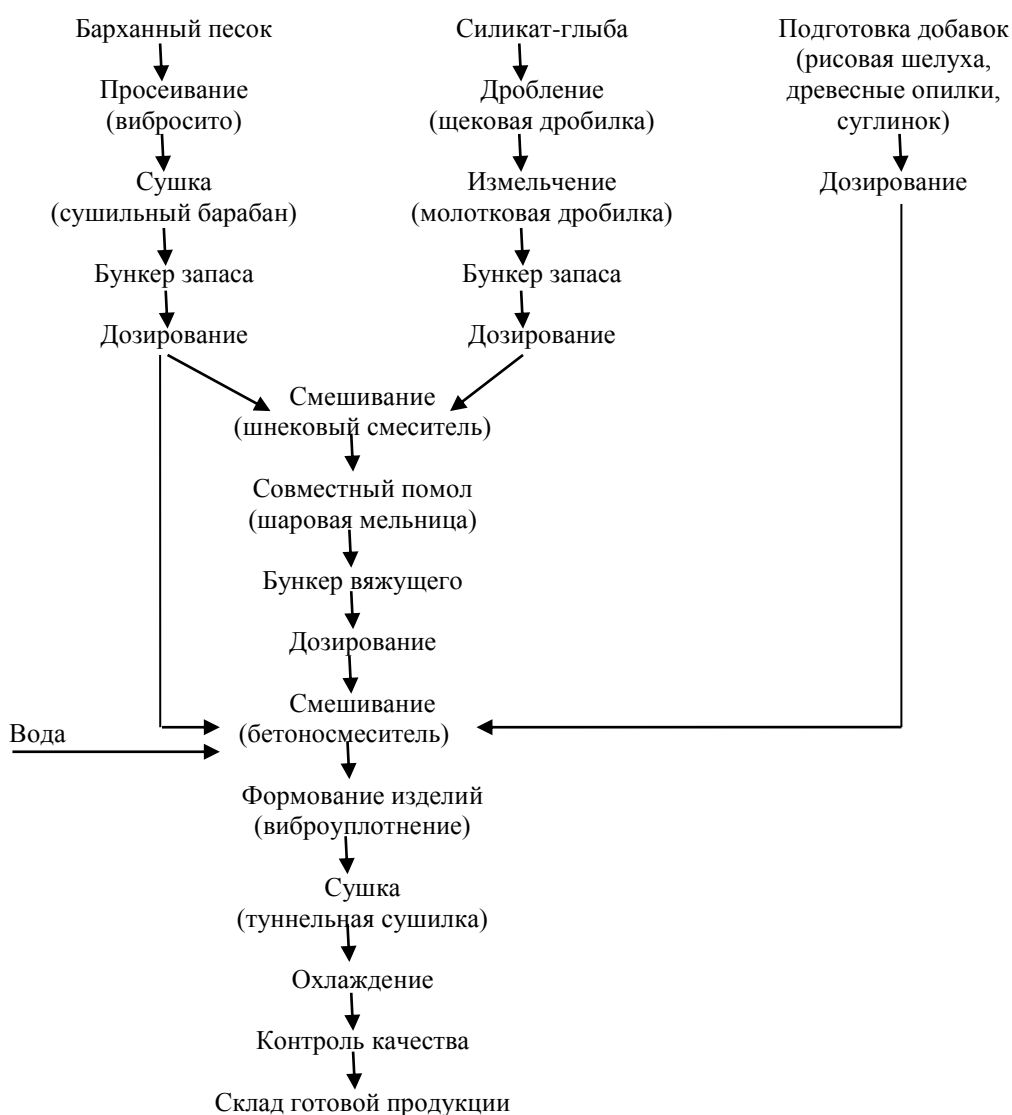 Барханный песок
Просеивание
(вибросито)
Сушка
(сушильный барабан)
Бункер запаса
Дозирование
Силикат-глыба
Дробление
(щековая дробилка)
Измельчение
(молотковая дробилка)
Бункер запаса
Дозирование
Подготовка добавок
(рисовая шелуха,
древесные опилки,
суглинок)
Дозирование
Смешивание
(шнековый смеситель)
Совместный помол
(шаровая мельница)
Бункер вяжущего
Дозирование
Смешивание
(бетоносмеситель)
Вода
Формование изделий
(виброуплотнение)
Сушка
(туннельная сушилка)
Охлаждение
Контроль качества
Склад готовой продукции